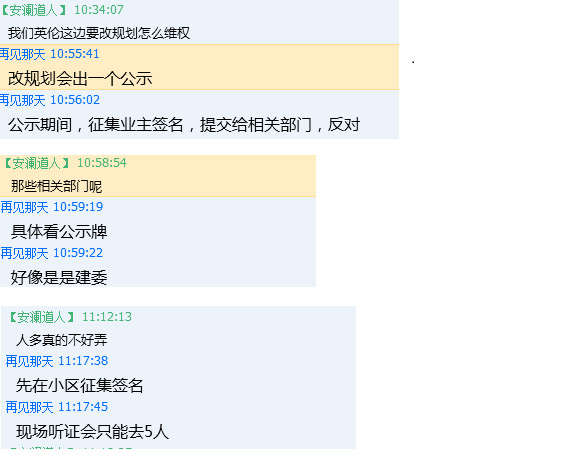 【安澜道人】 10:34:07
我们英伦这边要改规划怎么维权
再见那天 10:55:41
改规划会出一个公示
再见那天 10:56:02
公示期间，征集业主签名，提交给相关部门，反对
【安澜道人】 10:58:54
那些相关部门呢
再见那天 10:59:19
具体看公示牌
再见那天 10:59:22
好像是是建委
【安澜道人】 11:12:13
人多真的不好弄
再见那天 11:17:38
先在小区征集签名
再见那天 11:17:45
现场听证会只能去5人